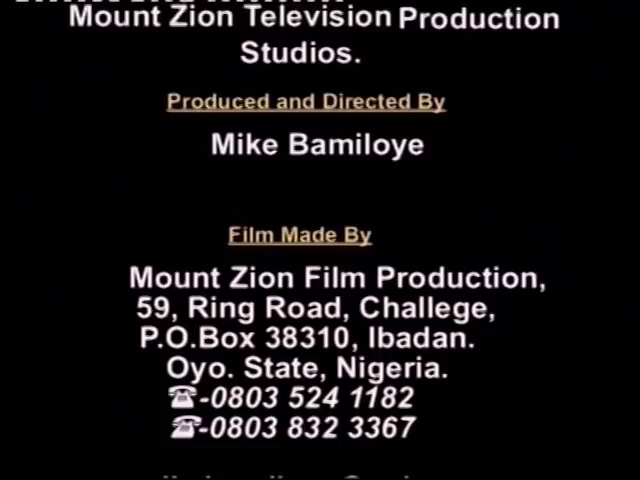 Mount Zion Television Production
Studios.
Produced and Directed By
Mike Bamiloye
Film Made By
Mount Zion Film Production,
59, Ring Road, Challege,
P.O.Box 38310, Ibadan.
Oyo. State, Nigeria.
☎-0803 524 1182
☎-0803 832 3367